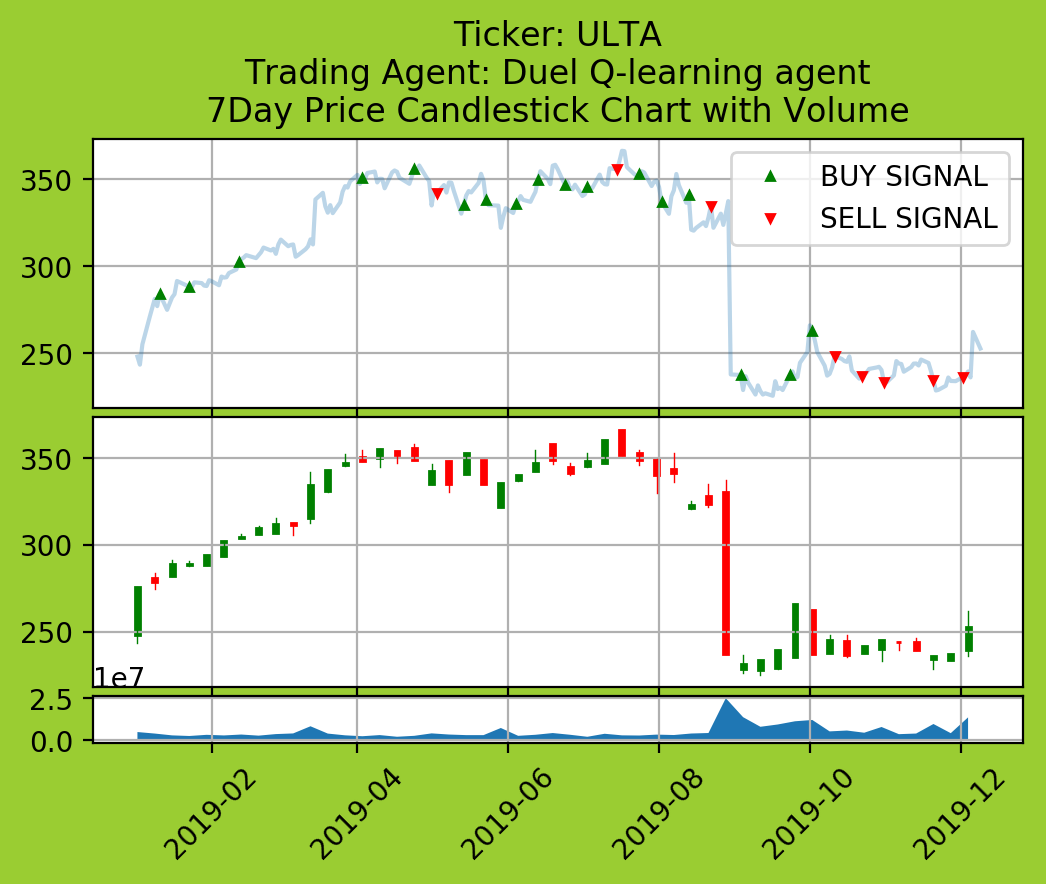 Ticker: ULTA
Trading Agent: Duel Q-learning agent
7Day Price Candlestick Chart with Volume
BUY SIGNAL
SELL SIGNAL
350
300
250
350
300
250
1e7
2.5
0.0
2019-02
2019-04
2019-06
2019-08
2019-10
2019-12